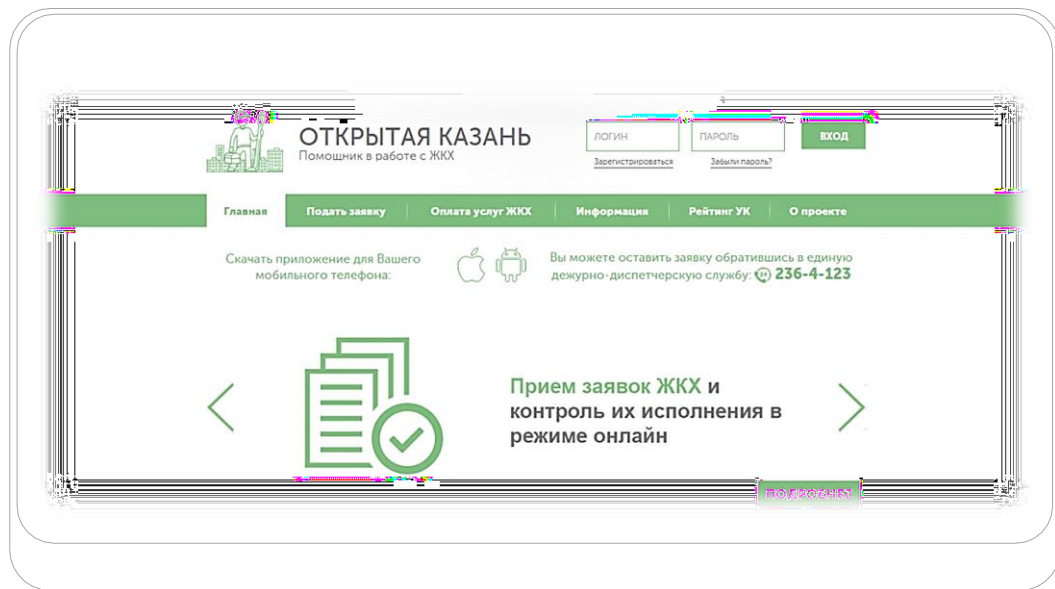 ОТКРЫТАЯ КАЗАНЬ
Помощник в работе с ЖКХ
ЛОГИН
ПАРОЛЬ
ВХОД
Зарегистрироваться
Забыли пароль?
Главная
Подать заявку
Оплата услуг ЖКХ
Информация
Рейтинг УК
О проекте
Скачать приложение для Вашего
мобильного телефона:
Вы можете оставить заявку обратившись в единую
дежурно-диспетчерскую службу: 24 236-4-123
Прием заявок ЖКХ и
контроль их исполнения в
режиме онлайн
ПОДРОБНЕЕ